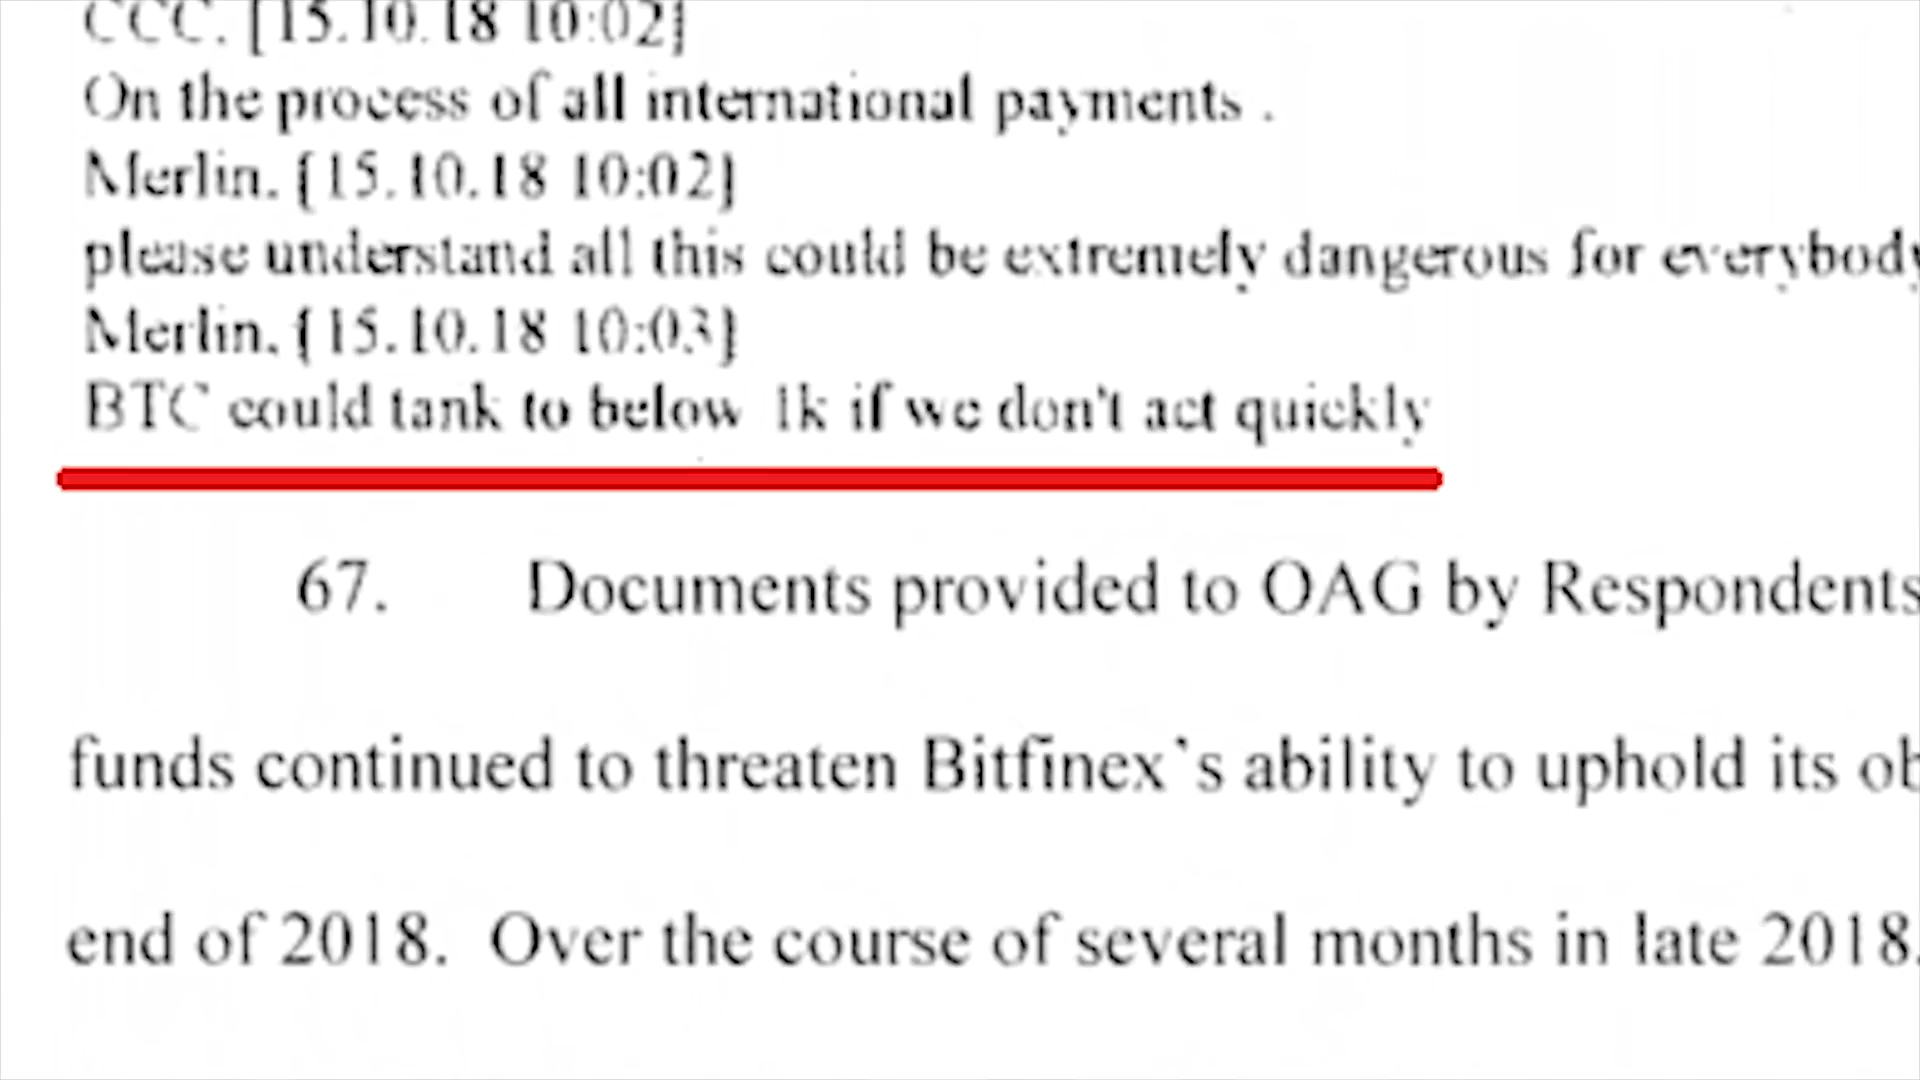 CCC. [15.10.18 10:02]
On the process of all international payments .
Merlin. [15.10.18 10:02]
please understand all this could be extremely dangerous for everybody
Merlin. [15.10.18 10:03]
BTC could tank to below 1k if we don't act quickly
67. Documents provided to OAG by Respondents
funds continued to threaten Bitfinex`s ability to uphold its ob
end of 2018. Over the course of several months in late 2018.